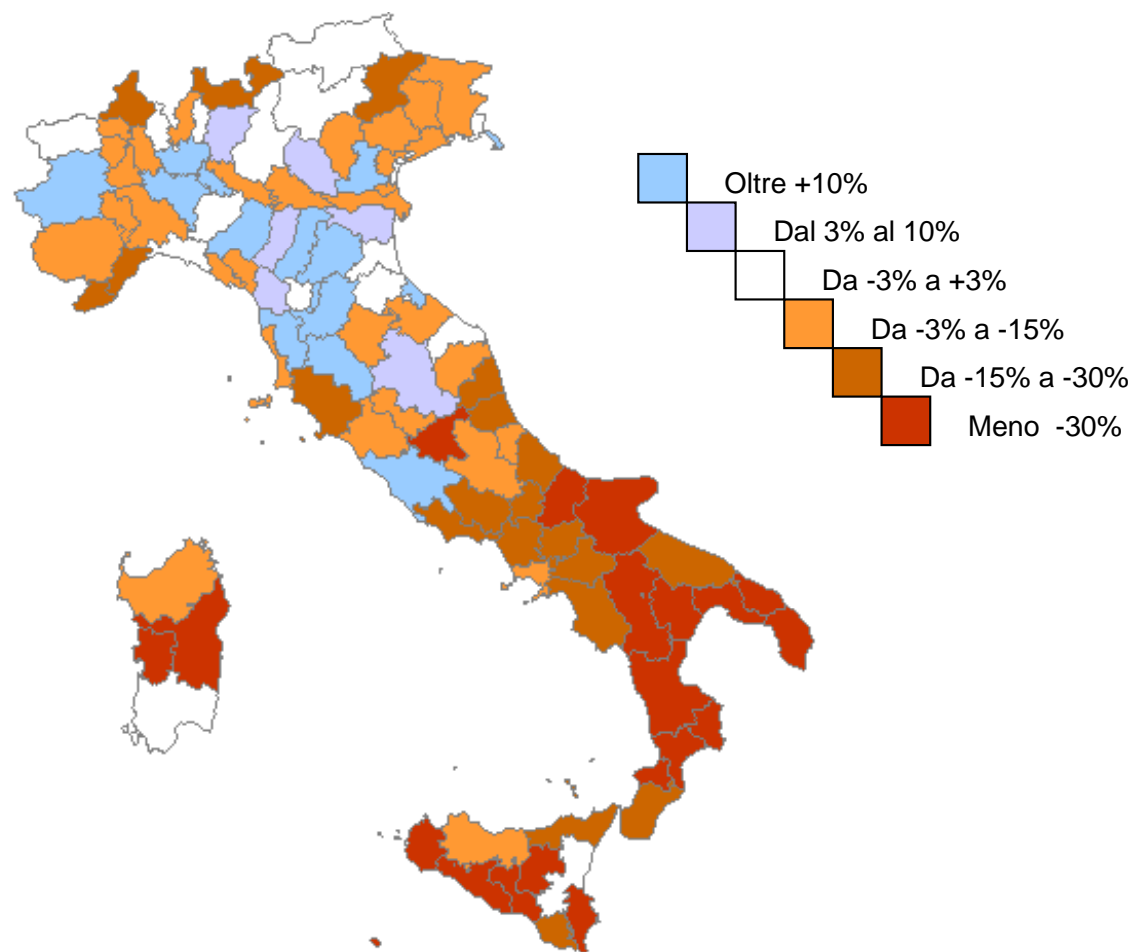 Oltre +10%
Dal 3% al 10%
Da -3% a +3%
Da -3% a -15%
Da -15% a -30%
Meno -30%